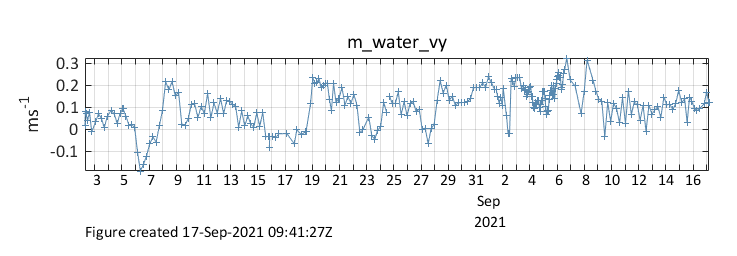 m_water_vy
ms⁻¹
0.3
0.2
0.1
0
-0.1
3 5 7 9 11 13 15 17 19 21 23 25 27 29 31 2 4 6 8 10 12 14 16
Sep
2021
Figure created 17-Sep-2021 09:41:27Z